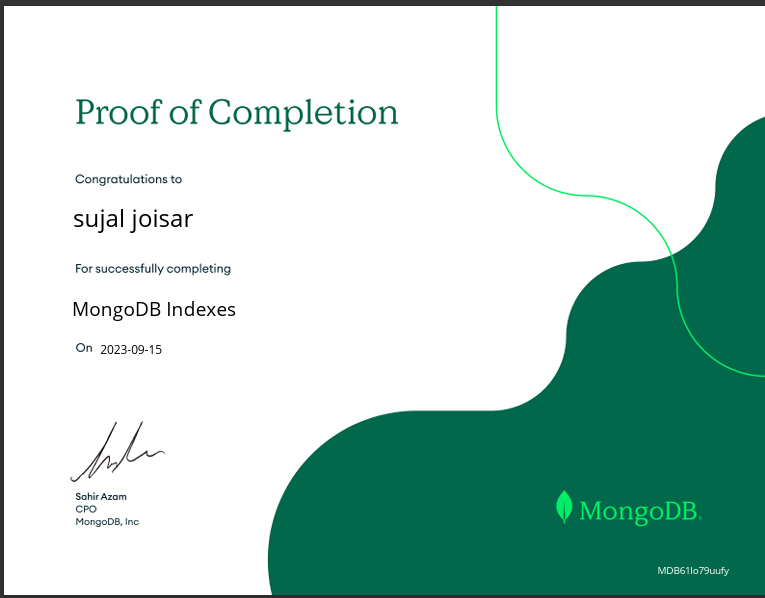 Proof of Completion
Congratulations to
sujal joisar
For successfully completing
MongoDB Indexes
On 2023-09-15
Sahir Azam
CPO
MongoDB, Inc
MongoDB.
MDB61lo79uufy